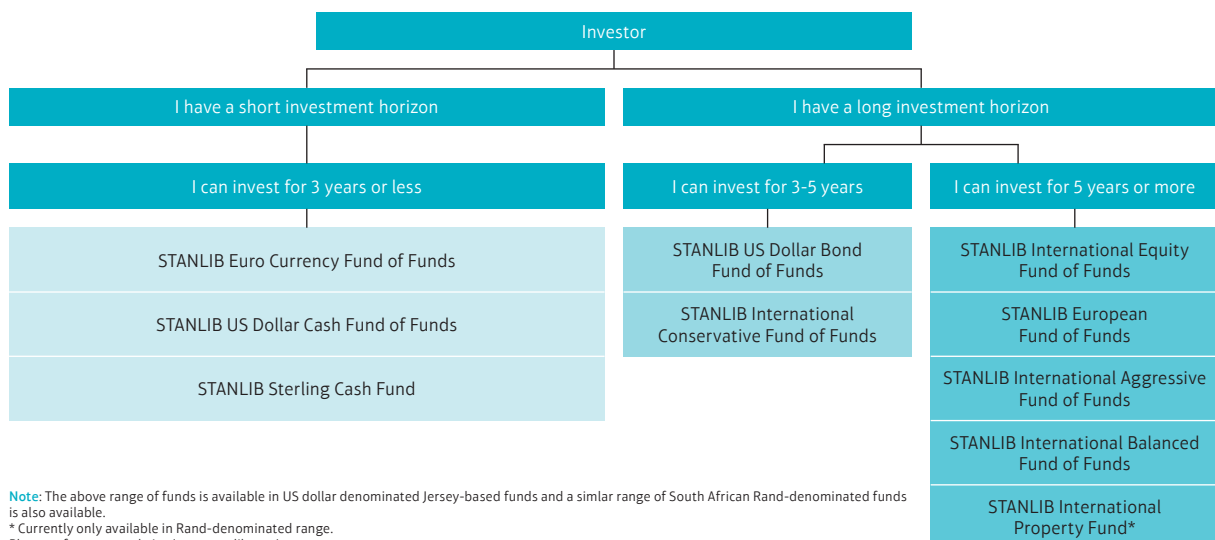 Investor
I have a short investment horizon
I have a long investment horizon
I can invest for 3 years or less
I can invest for 3-5 years
I can invest for 5 years or more
STANLIB Euro Currency Fund of Funds
STANLIB US Dollar Cash Fund of Funds
STANLIB Sterling Cash Fund
STANLIB US Dollar Bond
Fund of Funds
STANLIB International
Conservative Fund of Funds
STANLIB International Equity
Fund of Funds
STANLIB European
Fund of Funds
STANLIB International Aggressive
Fund of Funds
STANLIB International Balanced
Fund of Funds
STANLIB International
Property Fund*
Note: The above range of funds is available in US dollar denominated Jersey-based funds and a simlar range of South African Rand-denominated funds
is also available.
* Currently only available in Rand-denominated range.